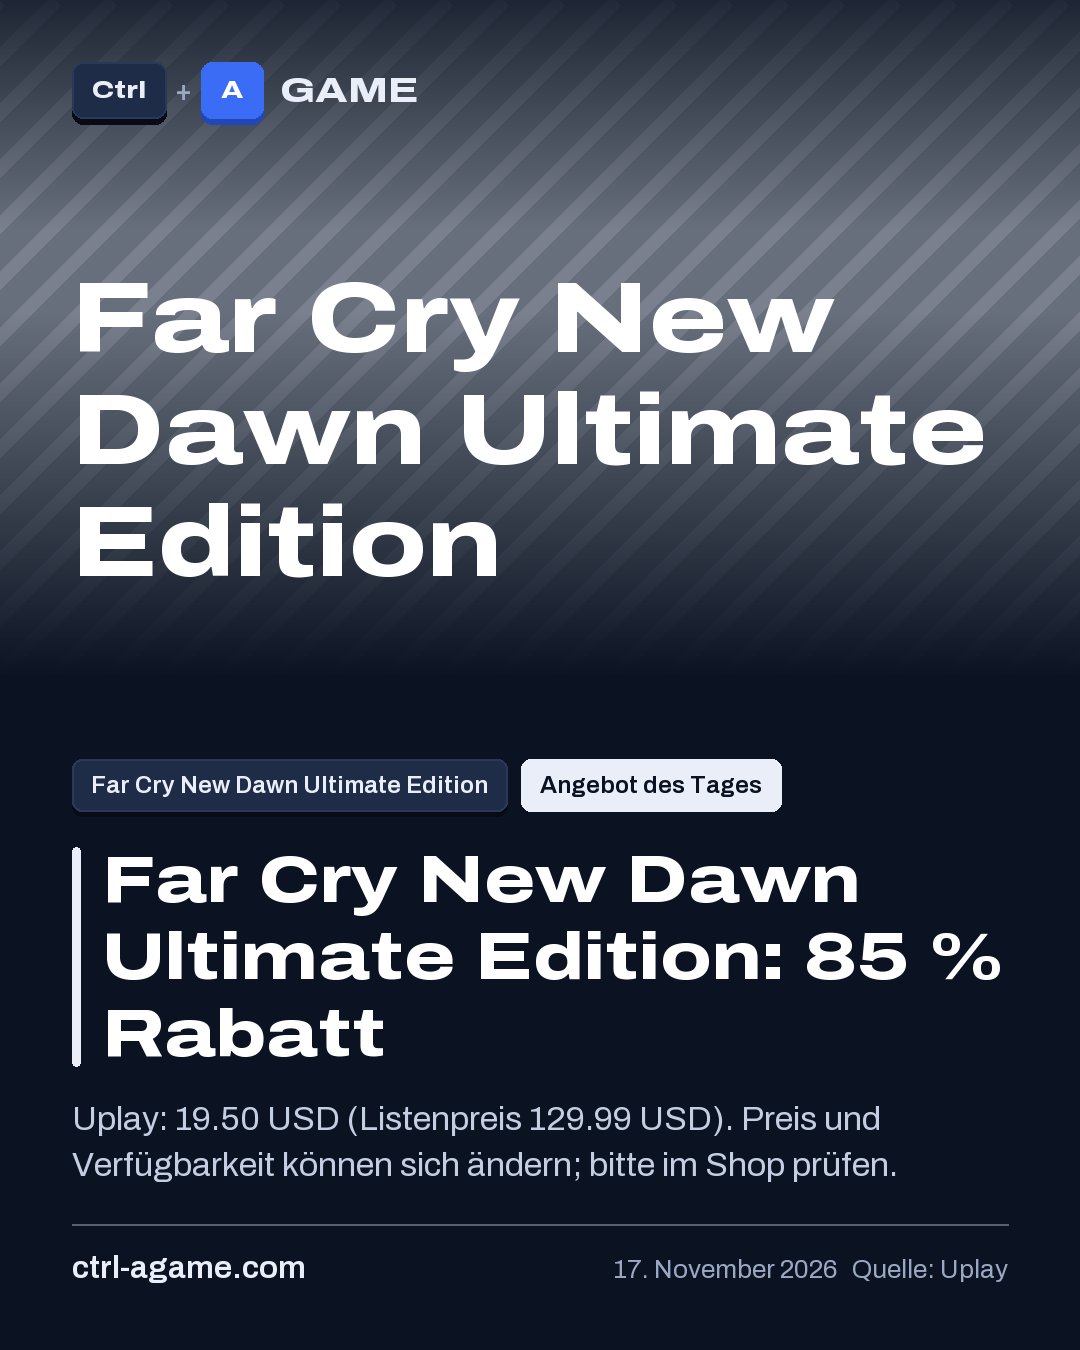 Ctrl + A GAME
Far Cry New
Dawn Ultimate
Edition
Far Cry New Dawn Ultimate Edition
Angebot des Tages
Far Cry New Dawn
Ultimate Edition: 85 %
Rabatt
Uplay: 19.50 USD (Listenpreis 129.99 USD). Preis und
Verfügbarkeit können sich ändern; bitte im Shop prüfen.
ctrl-agame.com
17. November 2026 Quelle: Uplay